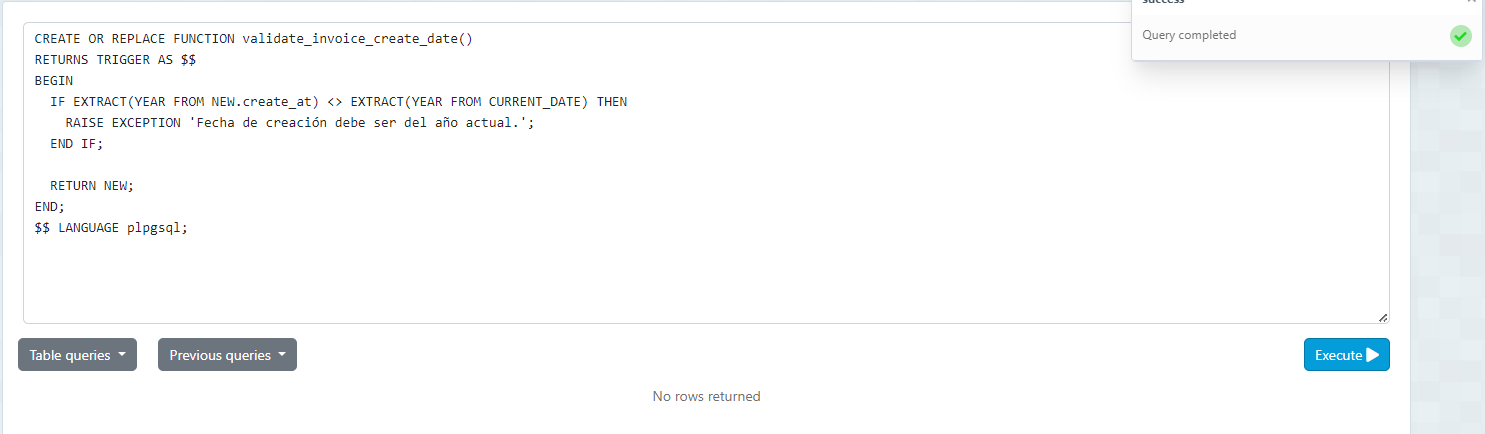 success
Query completed
CREATE OR REPLACE FUNCTION validate_invoice_create_date()
RETURNS TRIGGER AS $$
BEGIN
  IF EXTRACT(YEAR FROM NEW.create_at) <> EXTRACT(YEAR FROM CURRENT_DATE) THEN
    RAISE EXCEPTION 'Fecha de creación debe ser del año actual.';
  END IF;

  RETURN NEW;
END;
$$ LANGUAGE plpgsql;
Table queries
Previous queries
Execute
No rows returned